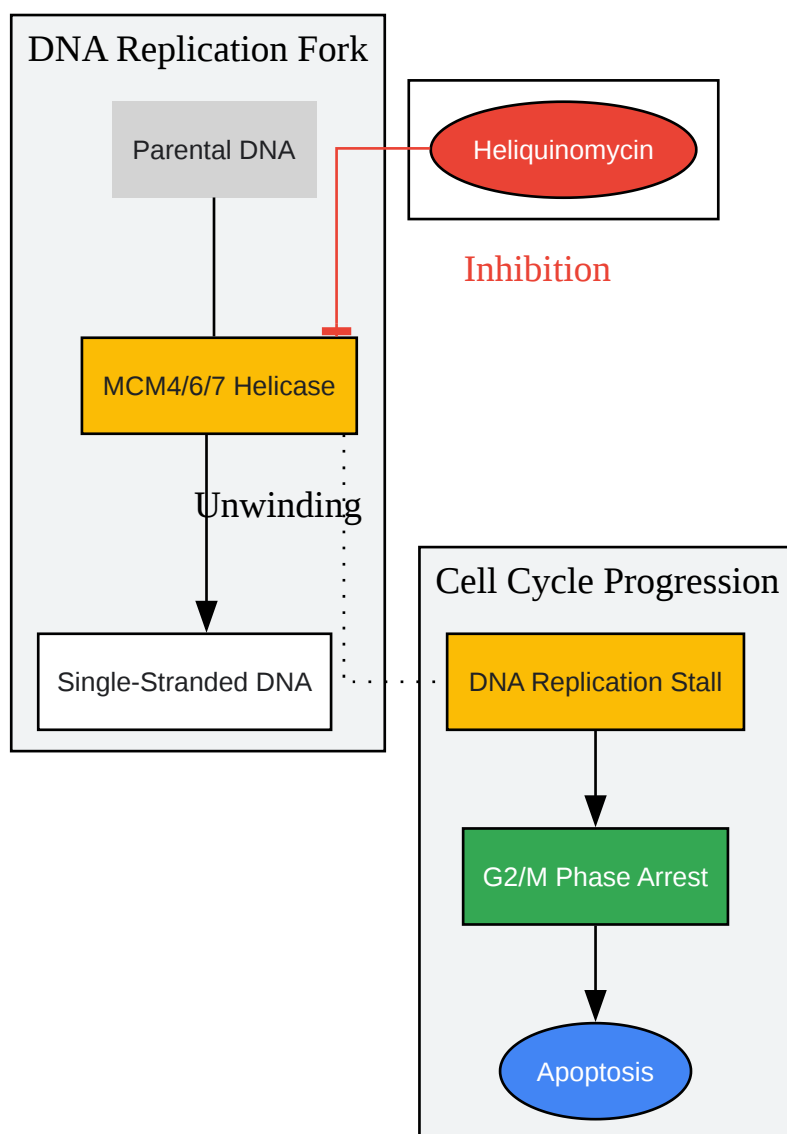 DNA Replication Fork
Parental DNA
Heliquinomycin
Inhibition
MCM4/6/7 Helicase
Unwinding
Cell Cycle Progression
Single-Stranded DNA
DNA Replication Stall
G2/M Phase Arrest
Apoptosis